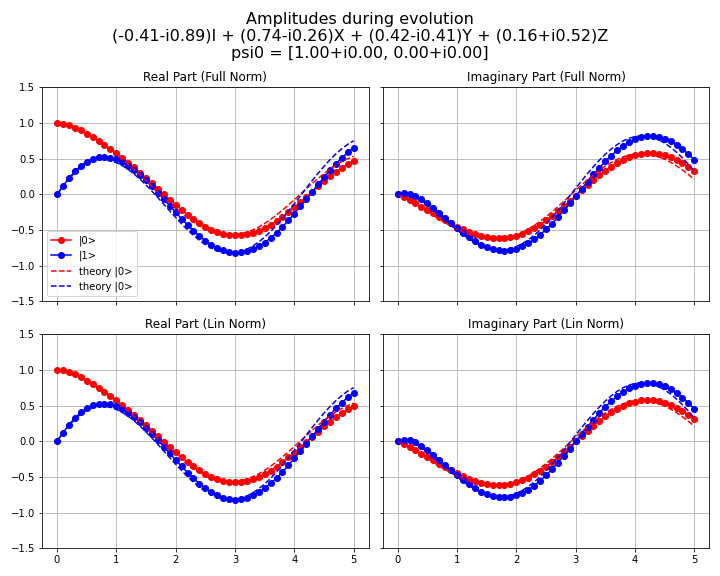 Amplitudes during evolution
(-0.41-i0.89)I + (0.74-i0.26)X + (0.42-i0.41)Y + (0.16+i0.52)Z
psi0 = [1.00+i0.00, 0.00+i0.00]
Real Part (Full Norm)
Imaginary Part (Full Norm)
1.5
1.0
0.5
0.0
−0.5
−1.0
−1.5
|0>
|1>
theory |0>
theory |0>
Real Part (Lin Norm)
Imaginary Part (Lin Norm)
1.5
1.0
0.5
0.0
−0.5
−1.0
−1.5
0 1 2 3 4 5
0 1 2 3 4 5